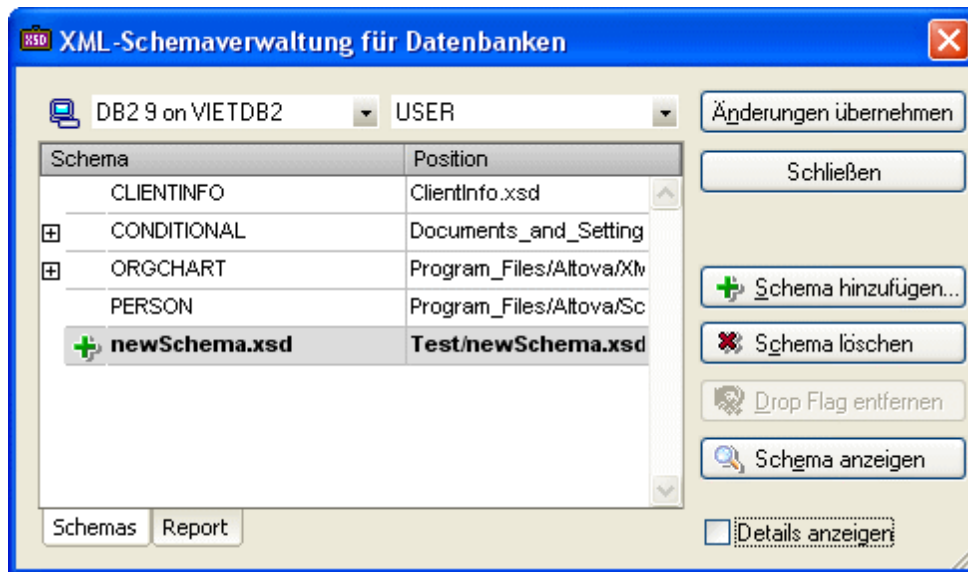 XSD XML-Schemaverwaltung für Datenbanken
DB2 9 on VIETDB2 USER
Änderungen übernehmen
Schließen
Schema Position
CLIENTINFO ClientInfo.xsd
CONDITIONAL Documents_and_Setting
ORGCHART Program_Files/Altova/XM
PERSON Program_Files/Altova/Sc
newSchema.xsd Test/newSchema.xsd
Schema hinzufügen...
Schema löschen
Drop Flag entfernen
Schema anzeigen
Schemas Report
Details anzeigen